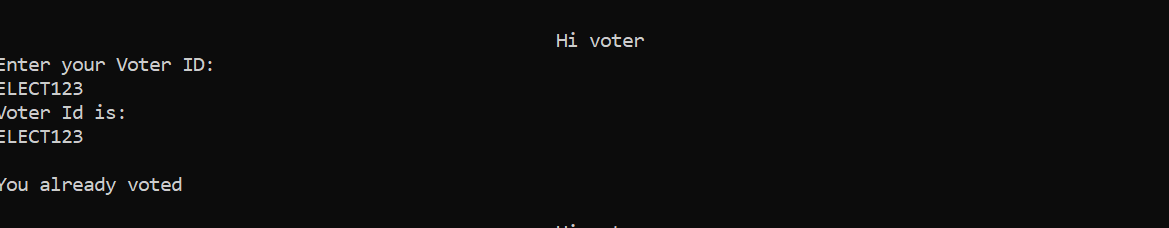 Hi voter
Enter your Voter ID:
ELECT123
Voter Id is:
ELECT123
You already voted